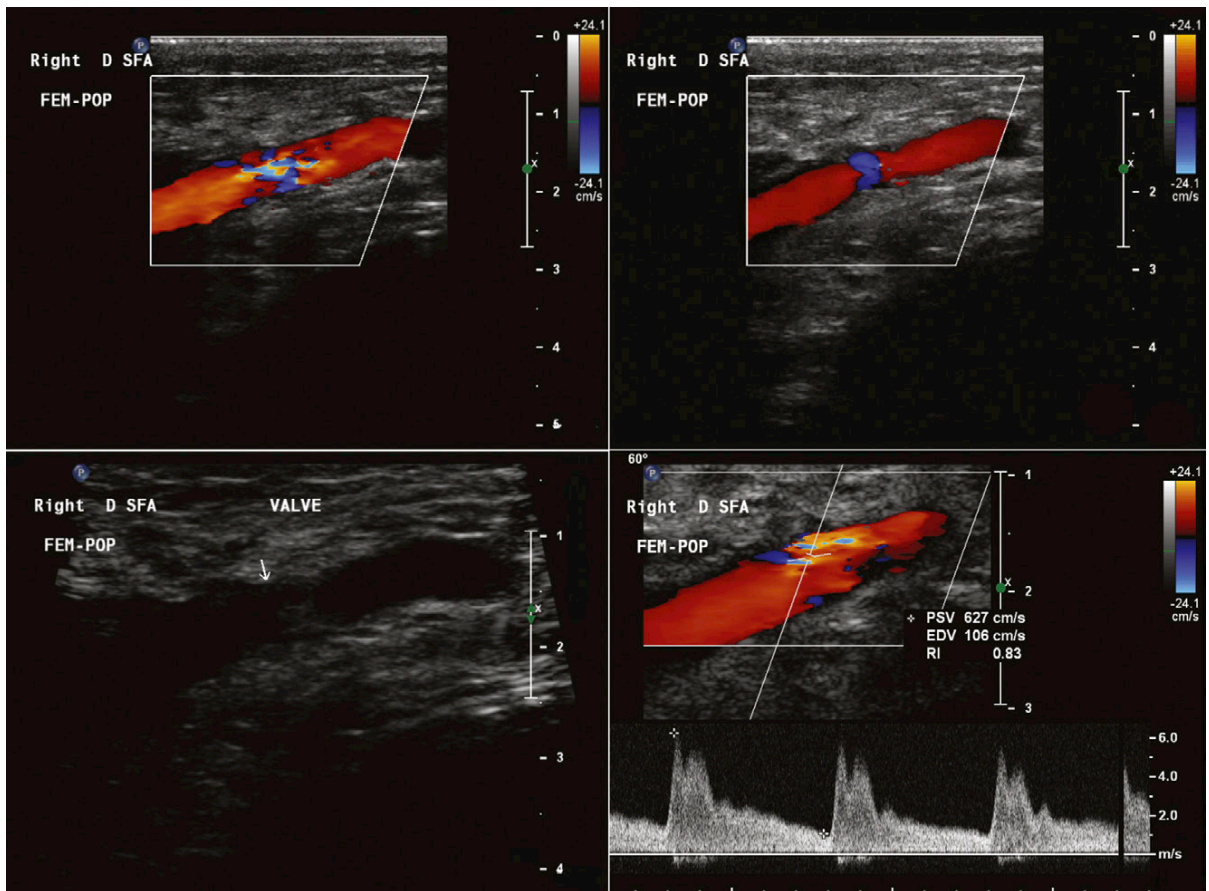 Right D SFA
FEM-POP
+24.1
-24.1
cm/s
0
1
2
3
4
5
P
Right D SFA
FEM-POP
+24.1
-24.1
cm/s
0
1
2
3
4
5
P
Right D SFA VALVE
FEM-POP
1
2
3
4
P
60°
Right D SFA
FEM-POP
+24.1
-24.1
cm/s
1
2
3
P
x
PSV 627 cm/s
EDV 106 cm/s
RI 0.83
6.0
4.0
2.0
m/s